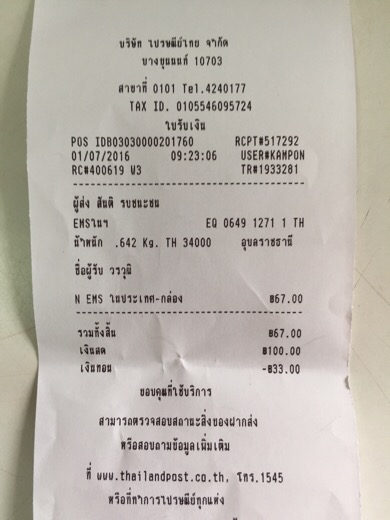 บริษัท ไปรษณีย์ไทย จำกัด
บางขุนนนท์ 10703
สาขาที่ 0101 Tel.4240177
TAX ID. 0105546095724
ใบรับเงิน
POS IDB03030000201760 RCPT#517292
01/07/2016 09:23:06 USER#KAMPON
RC#400619 W3 TR#1933281
ผู้ส่ง สันติ รบชนะชน
EMSในฯ EQ 0649 1271 1 TH
น้ำหนัก .642 Kg. TH 34000 อุบลราชธานี
ชื่อผู้รับ วรวุฒิ
N EMS ในประเทศ-กล่อง ฿67.00
รวมทั้งสิ้น ฿67.00
เงินสด ฿100.00
เงินทอน -฿33.00
ขอบคุณที่ใช้บริการ
สามารถตรวจสอบสถานะสิ่งของฝากส่ง
หรือสอบถามข้อมูลเพิ่มเติม
ที่ www.thailandpost.co.th, โทร.1545
หรือที่ทำการไปรษณีย์ทุกแห่ง